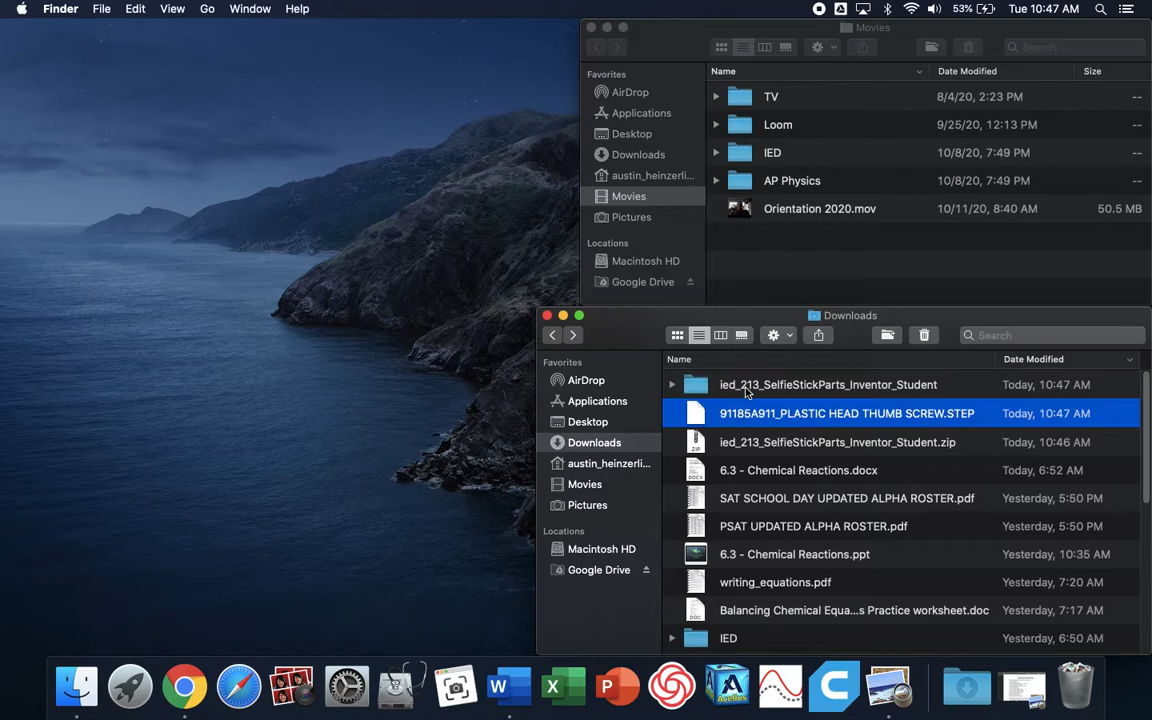 Finder File Edit View Go Window Help 53% Tue 10:47 AM
Movies
Search
Favorites
AirDrop
Applications
Desktop
Downloads
austin_heinzerli...
Movies
Pictures
Locations
Macintosh HD
Google Drive
Name Date Modified Size
TV 8/4/20, 2:23 PM --
Loom 9/25/20, 12:13 PM --
IED 10/8/20, 7:49 PM --
AP Physics 10/8/20, 7:49 PM --
Orientation 2020.mov 10/11/20, 8:40 AM 50.5 MB
Downloads
Search
Favorites
AirDrop
Applications
Desktop
Downloads
austin_heinzerli...
Movies
Pictures
Locations
Macintosh HD
Google Drive
Name Date Modified
ied_213_SelfieStickParts_Inventor_Student Today, 10:47 AM
91185A911_PLASTIC HEAD THUMB SCREW.STEP Today, 10:47 AM
ied_213_SelfieStickParts_Inventor_Student.zip Today, 10:46 AM
6.3 - Chemical Reactions.docx Today, 6:52 AM
SAT SCHOOL DAY UPDATED ALPHA ROSTER.pdf Yesterday, 5:50 PM
PSAT UPDATED ALPHA ROSTER.pdf Yesterday, 5:50 PM
6.3 - Chemical Reactions.ppt Yesterday, 10:35 AM
writing_equations.pdf Yesterday, 7:20 AM
Balancing Chemical Equa...s Practice worksheet.doc Yesterday, 7:17 AM
IED Yesterday, 6:50 AM
ZIP
DOCX
DOC
W X P A C